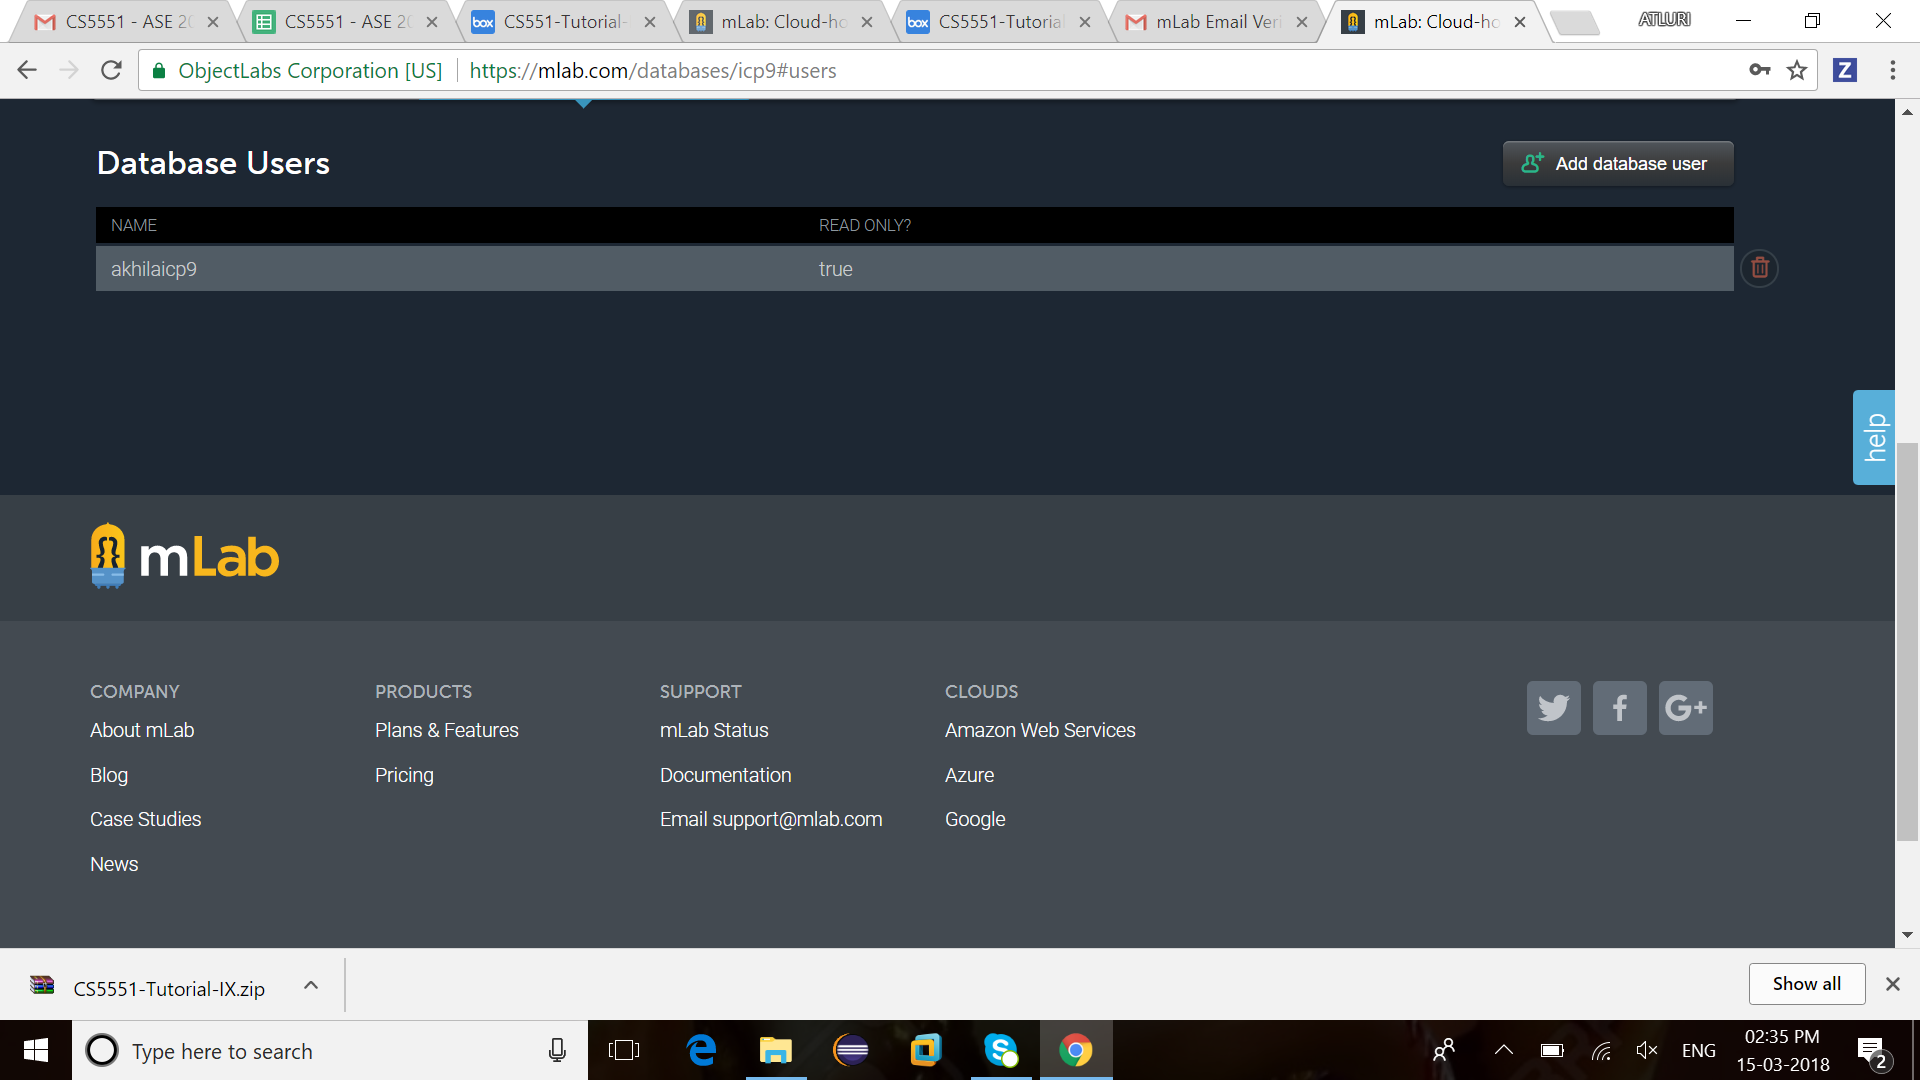 CS5551 - ASE 20
CS5551 - ASE 20
CS5551-Tutorial-
mLab: Cloud-ho
CS5551-Tutorial
mLab Email Veri
mLab: Cloud-ho
ATLURI
ObjectLabs Corporation [US]
https://mlab.com/databases/icp9#users
Database Users
Add database user
NAME
READ ONLY?
akhilaicp9
true
help
mLab
COMPANY
About mLab
Blog
Case Studies
News
PRODUCTS
Plans & Features
Pricing
SUPPORT
mLab Status
Documentation
Email support@mlab.com
CLOUDS
Amazon Web Services
Azure
Google
CS5551-Tutorial-IX.zip
Show all
Type here to search
ENG
02:35 PM
15-03-2018
2